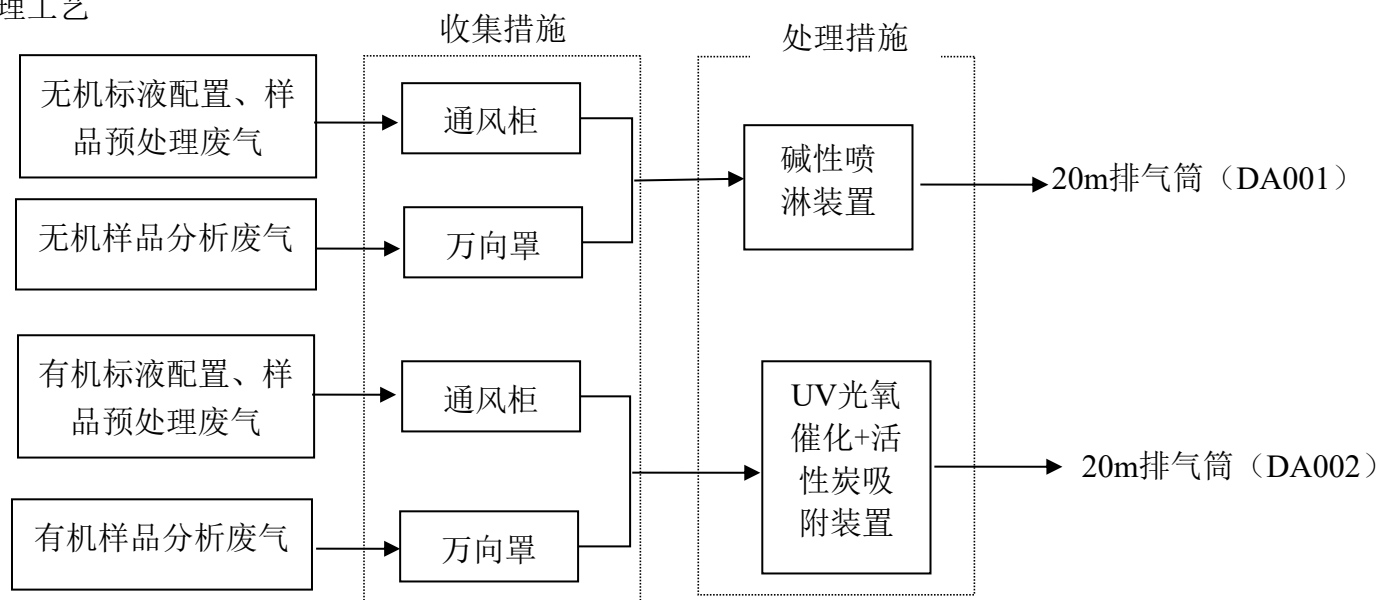 理工艺
收集措施
处理措施
无机标液配置、样
品预处理废气
通风柜
碱性喷
淋装置
20m排气筒（DA001）
无机样品分析废气
万向罩
有机标液配置、样
品预处理废气
通风柜
UV光氧
催化+活
性炭吸
附装置
20m排气筒（DA002）
有机样品分析废气
万向罩